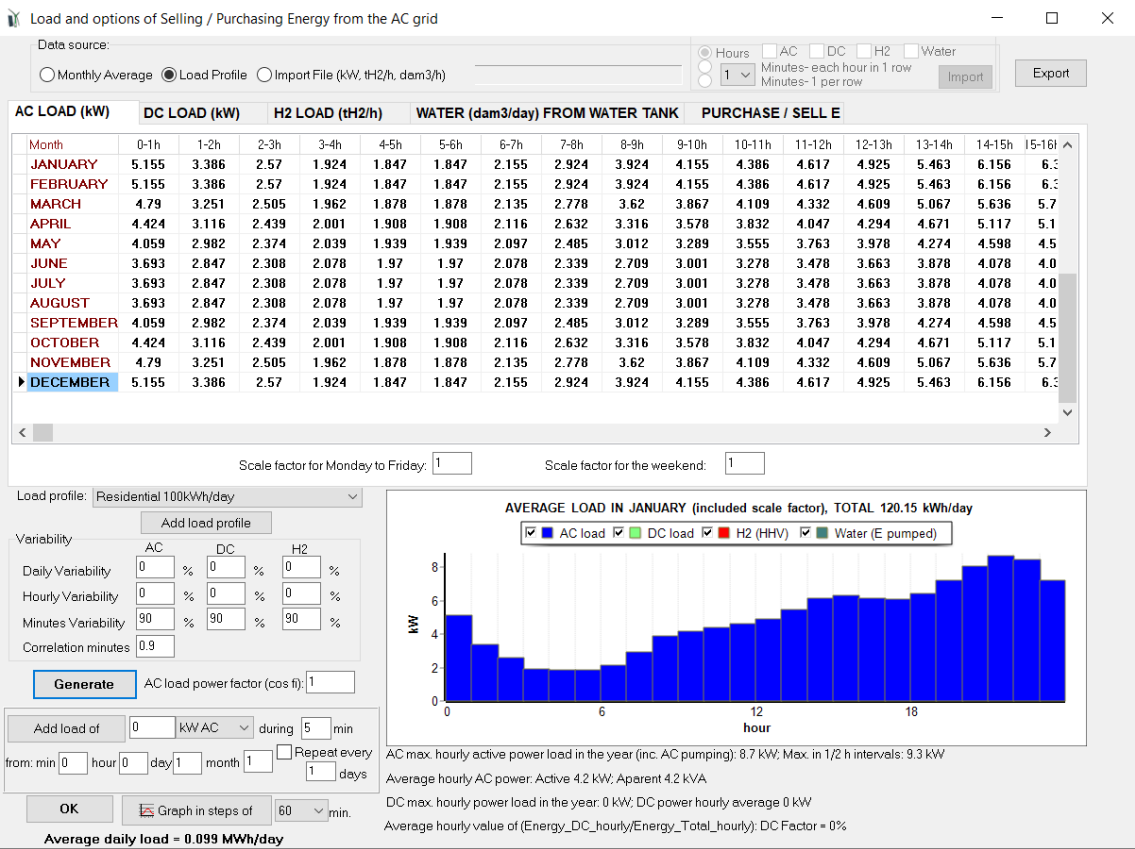 Load and options of Selling / Purchasing Energy from the AC grid
Data source:
Monthly Average Load Profile Import File (kW, tH2/h, dam3/h)
Hours AC DC H2 Water
1 Minutes- each hour in 1 row
Minutes- 1 per row
Import
Export
AC LOAD (kW) DC LOAD (kW) H2 LOAD (tH2/h) WATER (dam3/day) FROM WATER TANK PURCHASE / SELL E
Month 0-1h 1-2h 2-3h 3-4h 4-5h 5-6h 6-7h 7-8h 8-9h 9-10h 10-11h 11-12h 12-13h 13-14h 14-15h 15-16h
JANUARY 5.155 3.386 2.57 1.924 1.847 1.847 2.155 2.924 3.924 4.155 4.386 4.617 4.925 5.463 6.156 6.3
FEBRUARY 5.155 3.386 2.57 1.924 1.847 1.847 2.155 2.924 3.924 4.155 4.386 4.617 4.925 5.463 6.156 6.3
MARCH 4.79 3.251 2.505 1.962 1.878 1.878 2.135 2.778 3.62 3.867 4.109 4.332 4.609 5.067 5.636 5.7
APRIL 4.424 3.116 2.439 2.001 1.908 1.908 2.116 2.632 3.316 3.578 3.832 4.047 4.294 4.671 5.117 5.1
MAY 4.059 2.982 2.374 2.039 1.939 1.939 2.097 2.485 3.012 3.289 3.555 3.763 3.978 4.274 4.598 4.5
JUNE 3.693 2.847 2.308 2.078 1.97 1.97 2.078 2.339 2.709 3.001 3.278 3.478 3.663 3.878 4.078 4.0
JULY 3.693 2.847 2.308 2.078 1.97 1.97 2.078 2.339 2.709 3.001 3.278 3.478 3.663 3.878 4.078 4.0
AUGUST 3.693 2.847 2.308 2.078 1.97 1.97 2.078 2.339 2.709 3.001 3.278 3.478 3.663 3.878 4.078 4.0
SEPTEMBER 4.059 2.982 2.374 2.039 1.939 1.939 2.097 2.485 3.012 3.289 3.555 3.763 3.978 4.274 4.598 4.5
OCTOBER 4.424 3.116 2.439 2.001 1.908 1.908 2.116 2.632 3.316 3.578 3.832 4.047 4.294 4.671 5.117 5.1
NOVEMBER 4.79 3.251 2.505 1.962 1.878 1.878 2.135 2.778 3.62 3.867 4.109 4.332 4.609 5.067 5.636 5.7
DECEMBER 5.155 3.386 2.57 1.924 1.847 1.847 2.155 2.924 3.924 4.155 4.386 4.617 4.925 5.463 6.156 6.3
Scale factor for Monday to Friday: 1 Scale factor for the weekend: 1
Load profile: Residential 100kWh/day
Add load profile
Variability
AC DC H2
Daily Variability 0 % 0 % 0 %
Hourly Variability 0 % 0 % 0 %
Minutes Variability 90 % 90 % 90 %
Correlation minutes 0.9
Generate AC load power factor (cos fi): 1
Add load of 0 kW AC during 5 min
from: min 0 hour 0 day 1 month 1 Repeat every
1 days
OK Graph in steps of 60 min.
Average daily load = 0.099 MWh/day
AVERAGE LOAD IN JANUARY (included scale factor), TOTAL 120.15 kWh/day
AC load DC load H2 (HHV) Water (E pumped)
8
6
4
2
0
kW
0 6 12 18
hour
AC max. hourly active power load in the year (inc. AC pumping): 8.7 kW; Max. in 1/2 h intervals: 9.3 kW
Average hourly AC power: Active 4.2 kW; Aparent 4.2 kVA
DC max. hourly power load in the year: 0 kW; DC power hourly average 0 kW
Average hourly value of (Energy_DC_hourly/Energy_Total_hourly): DC Factor = 0%